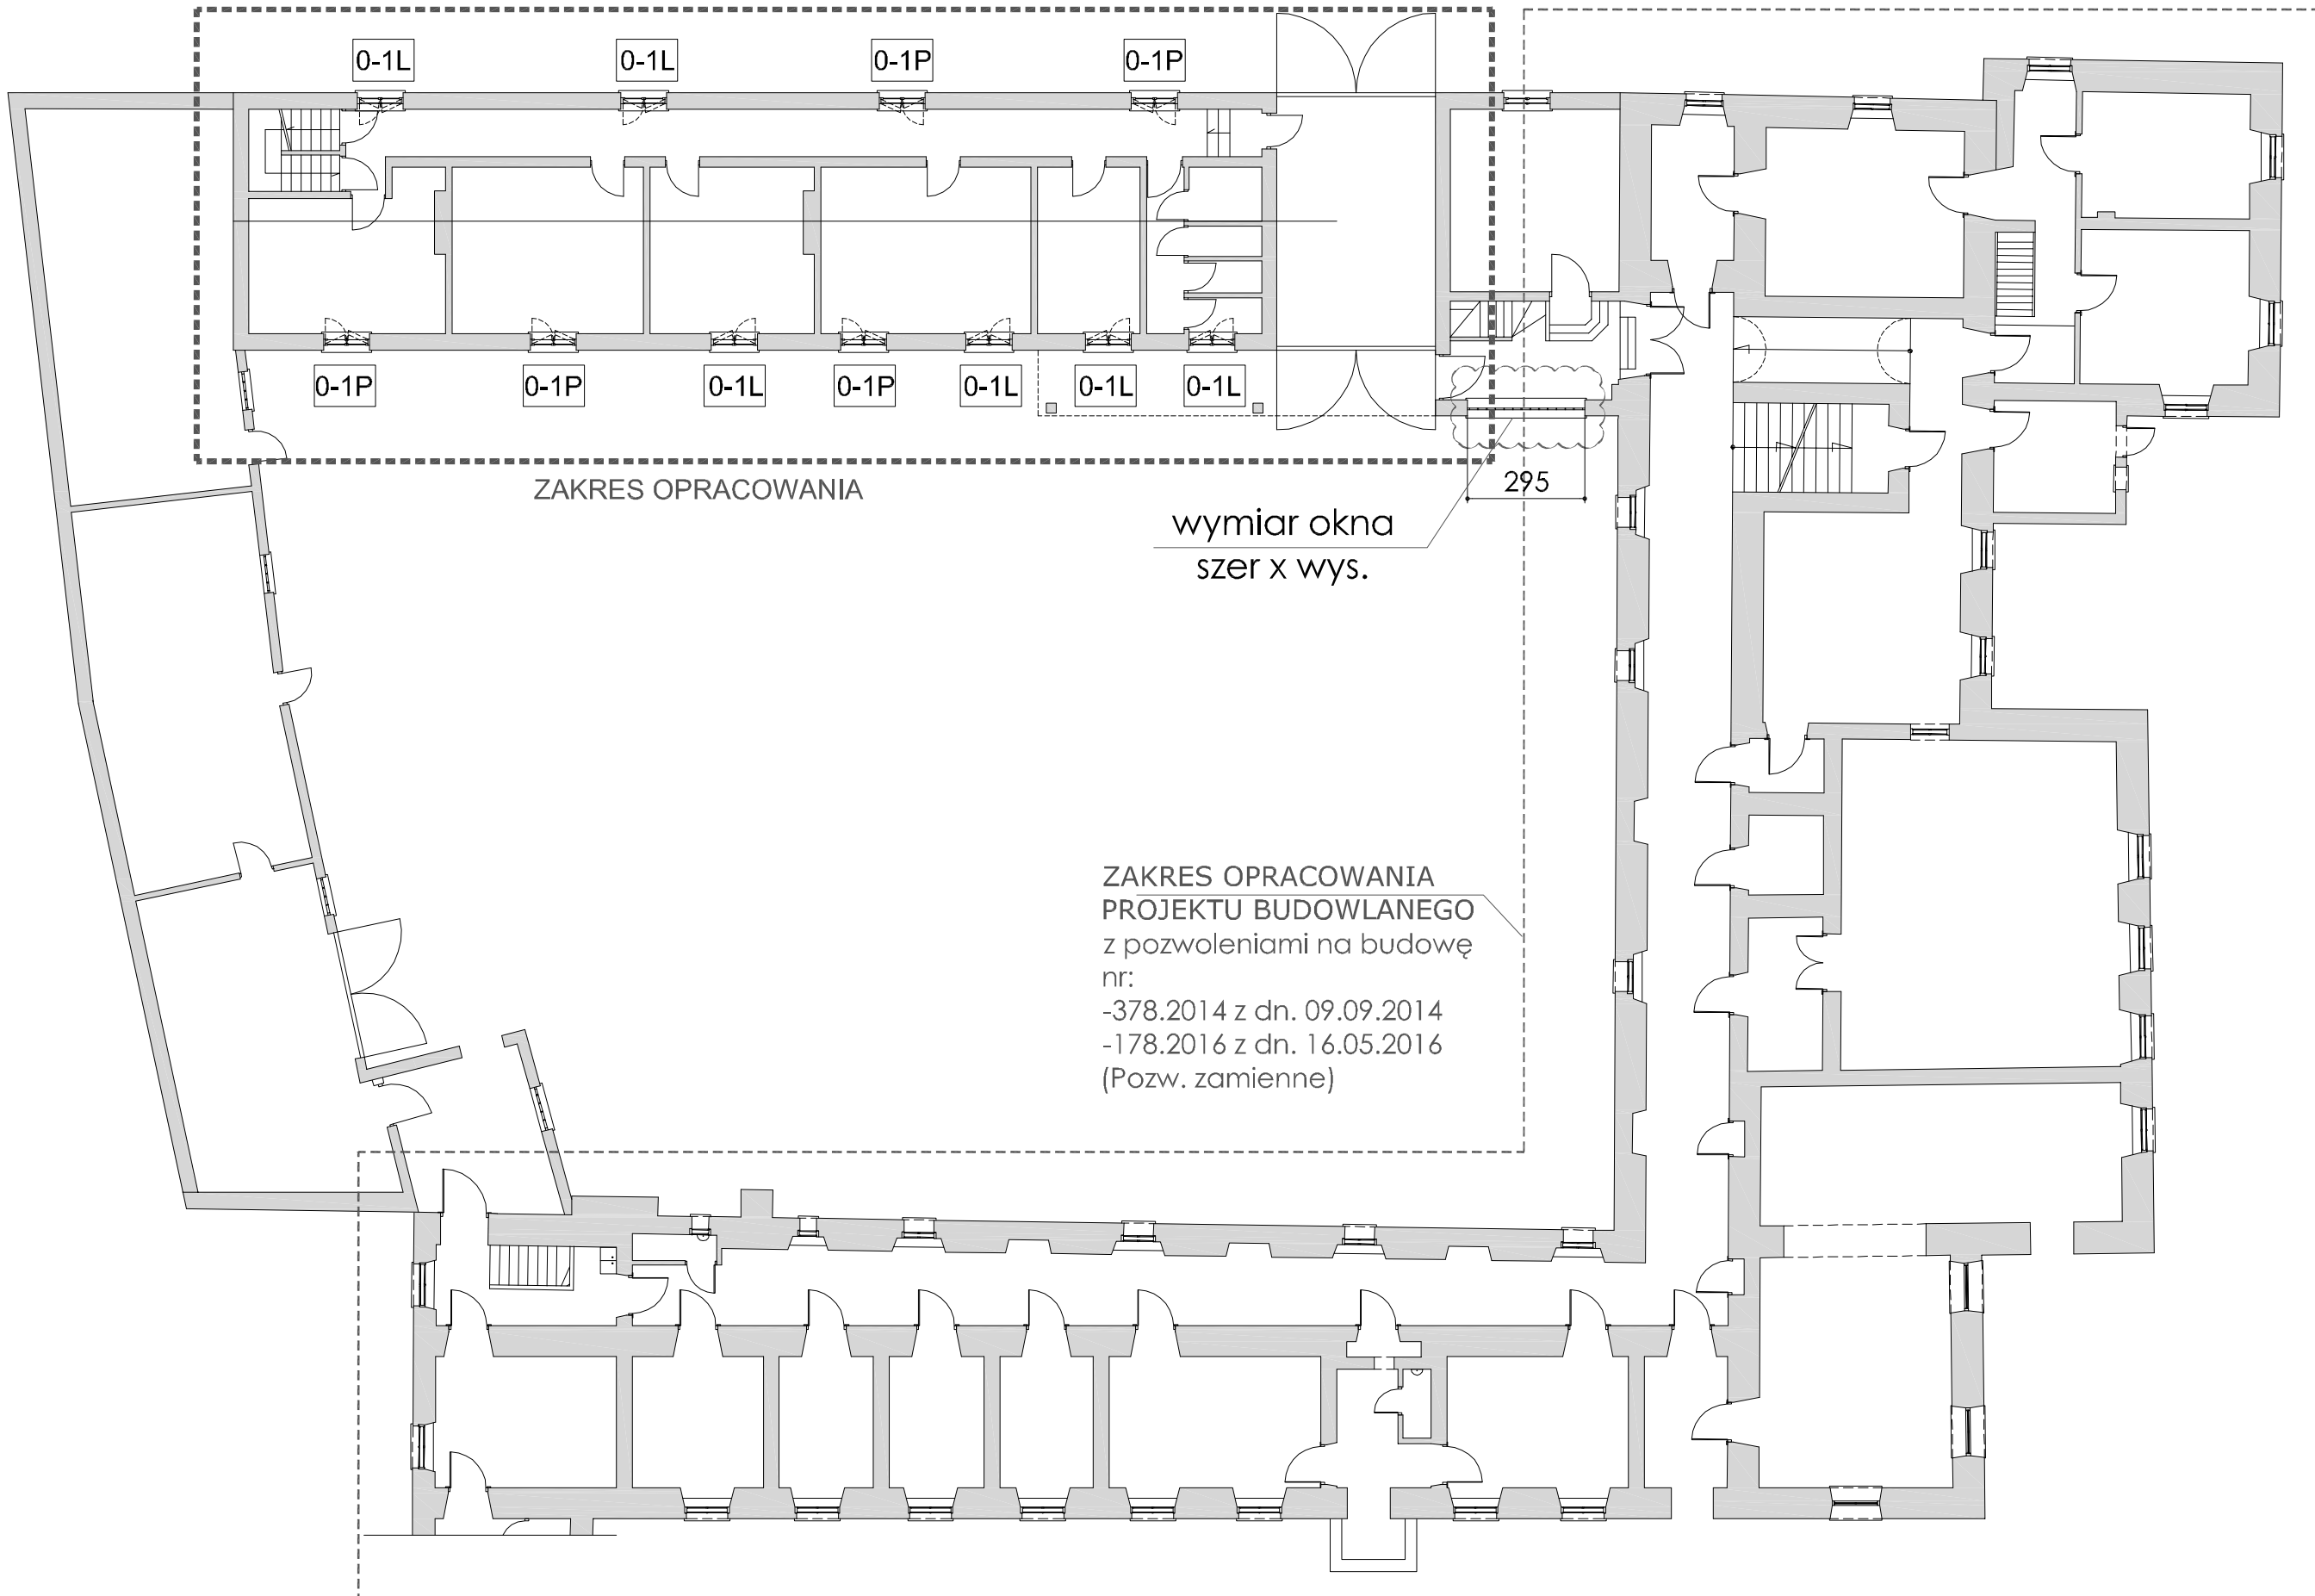 0-1L
0-1L
0-1P
0-1P
0-1P
0-1P
0-1L
0-1P
0-1L
0-1L
0-1L
ZAKRES OPRACOWANIA
295
wymiar okna
szer x wys.
ZAKRES OPRACOWANIA
PROJEKTU BUDOWLANEGO
z pozwoleniami na budowę
nr:
-378.2014 z dn. 09.09.2014
-178.2016 z dn. 16.05.2016
(Pozw. zamienne)